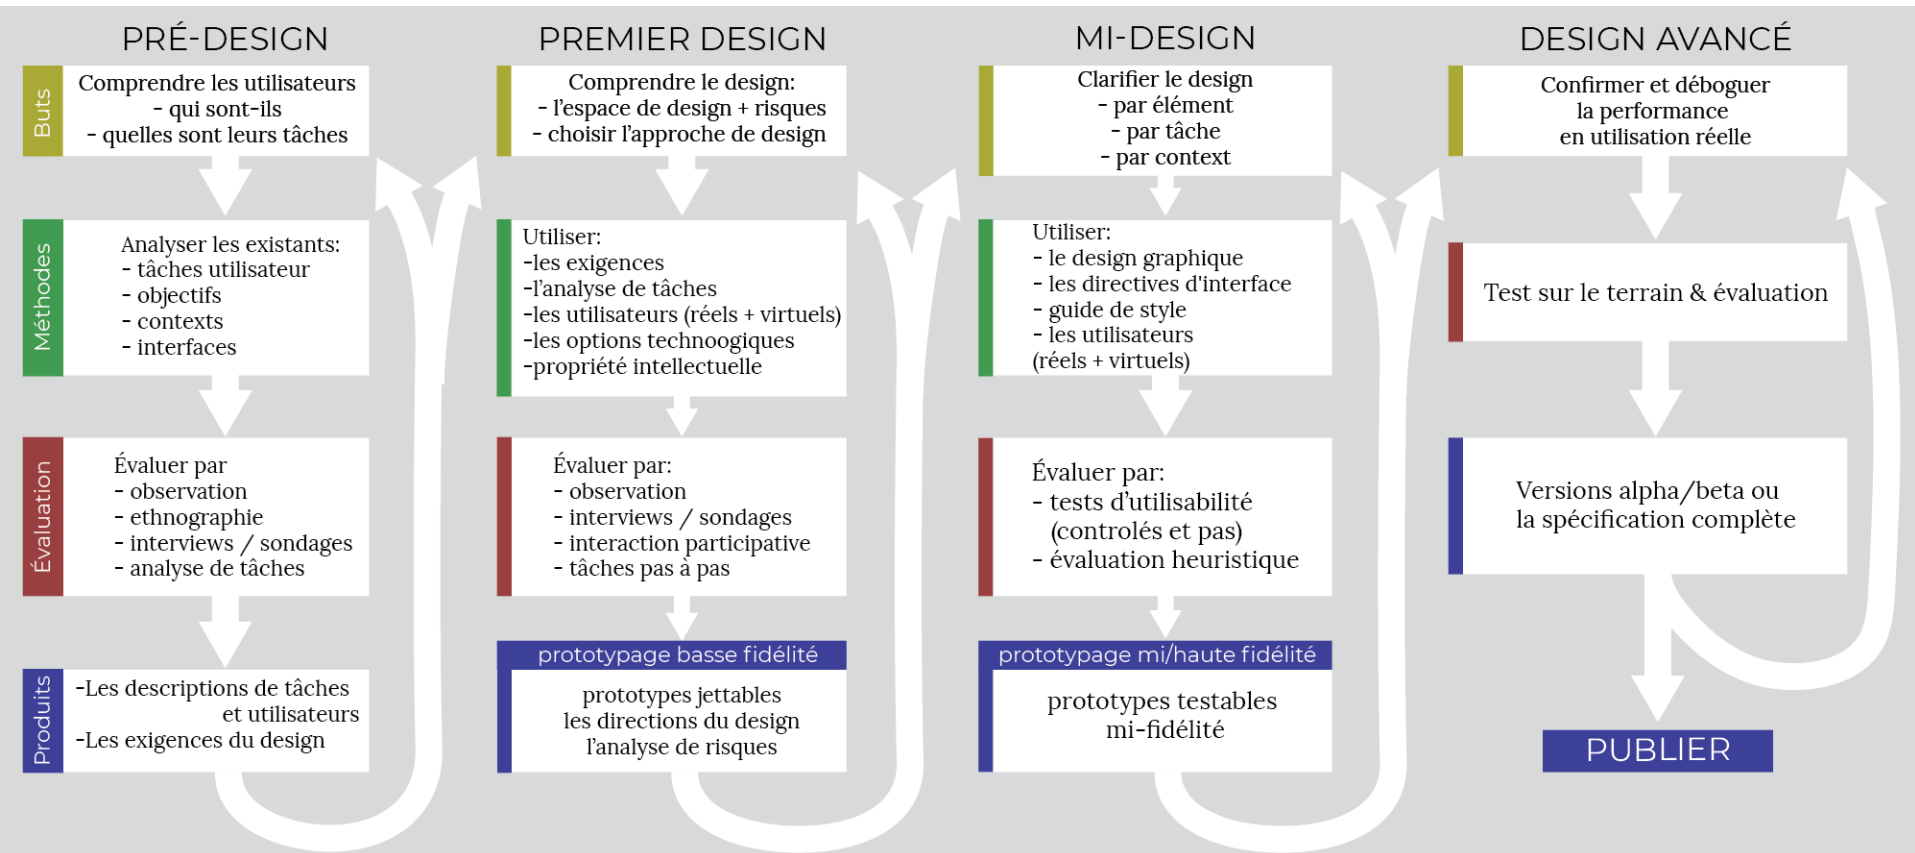 PRÉ-DESIGN
Buts
Comprendre les utilisateurs
- qui sont-ils
- quelles sont leurs tâches
Méthodes
Analyser les existants:
- tâches utilisateur
- objectifs
- contexts
- interfaces
Évaluation
Évaluer par
- observation
- ethnographie
- interviews / sondages
- analyse de tâches
Produits
-Les descriptions de tâches
et utilisateurs
-Les exigences du design
PREMIER DESIGN
Comprendre le design:
- l’espace de design + risques
- choisir l’approche de design
Utiliser:
-les exigences
-l’analyse de tâches
-les utilisateurs (réels + virtuels)
-les options technoogiques
-propriété intellectuelle
Évaluer par:
- observation
- interviews / sondages
- interaction participative
- tâches pas à pas
prototypage basse fidélité
prototypes jettables
les directions du design
l’analyse de risques
MI-DESIGN
Clarifier le design
- par élément
- par tâche
- par context
Utiliser:
- le design graphique
- les directives d'interface
- guide de style
- les utilisateurs
(réels + virtuels)
Évaluer par:
- tests d’utilisabilité
(controlés et pas)
- évaluation heuristique
prototypage mi/haute fidélité
prototypes testables
mi-fidélité
DESIGN AVANCÉ
Confirmer et déboguer
la performance
en utilisation réelle
Test sur le terrain & évaluation
Versions alpha/beta ou
la spécification complète
PUBLIER